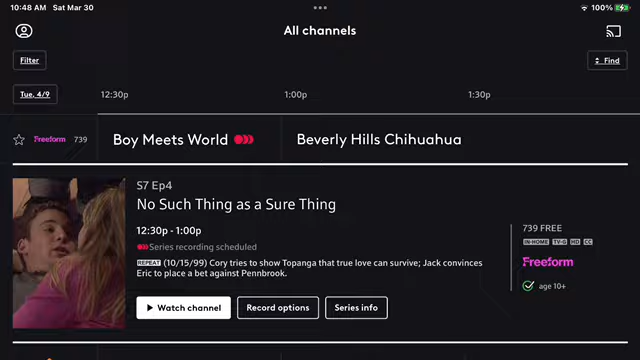 10:48 AM Sat Mar 30
100%
All channels
Filter
Find
Tue, 4/9
12:30p
1:00p
1:30p
Freeform 739
Boy Meets World
Beverly Hills Chihuahua
S7 Ep4
No Such Thing as a Sure Thing
12:30p - 1:00p
Series recording scheduled
REPEAT (10/15/99) Cory tries to show Topanga that true love can survive; Jack convinces
Eric to place a bet against Pennbrook.
Watch channel
Record options
Series info
739 FREE
IN-HOME TV-G HD CC
Freeform
age 10+